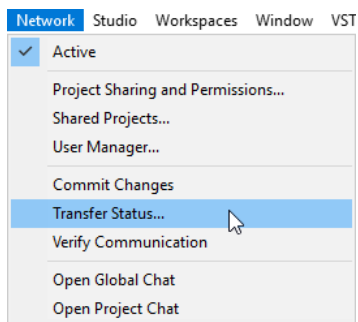 Network Studio Workspaces Window VST
Active
Project Sharing and Permissions...
Shared Projects...
User Manager...
Commit Changes
Transfer Status...
Verify Communication
Open Global Chat
Open Project Chat